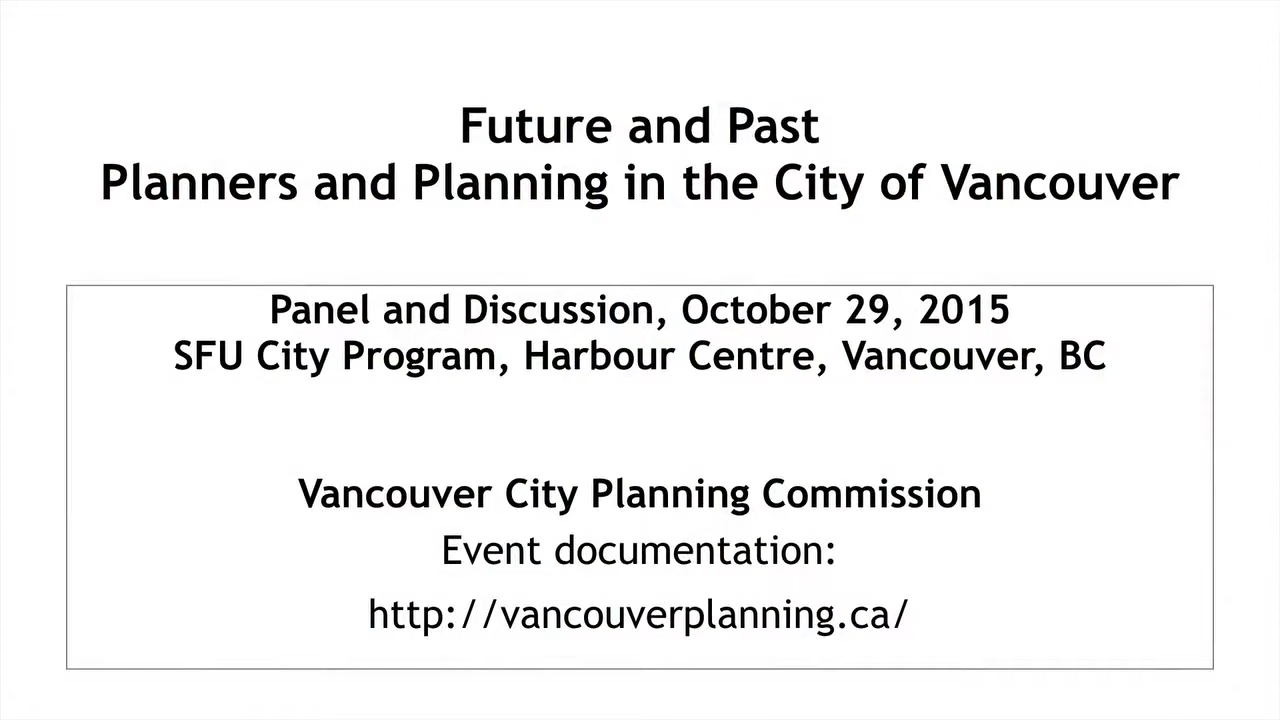 Future and Past
Planners and Planning in the City of Vancouver
Panel and Discussion, October 29, 2015
SFU City Program, Harbour Centre, Vancouver, BC
Vancouver City Planning Commission
Event documentation:
http://vancouverplanning.ca/